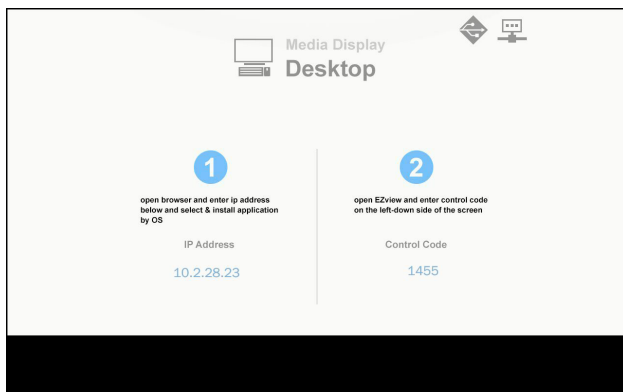 Media Display
Desktop
1
open browser and enter ip address
below and select & install application
by OS
IP Address
10.2.28.23
2
open EZview and enter control code
on the left-down side of the screen
Control Code
1455